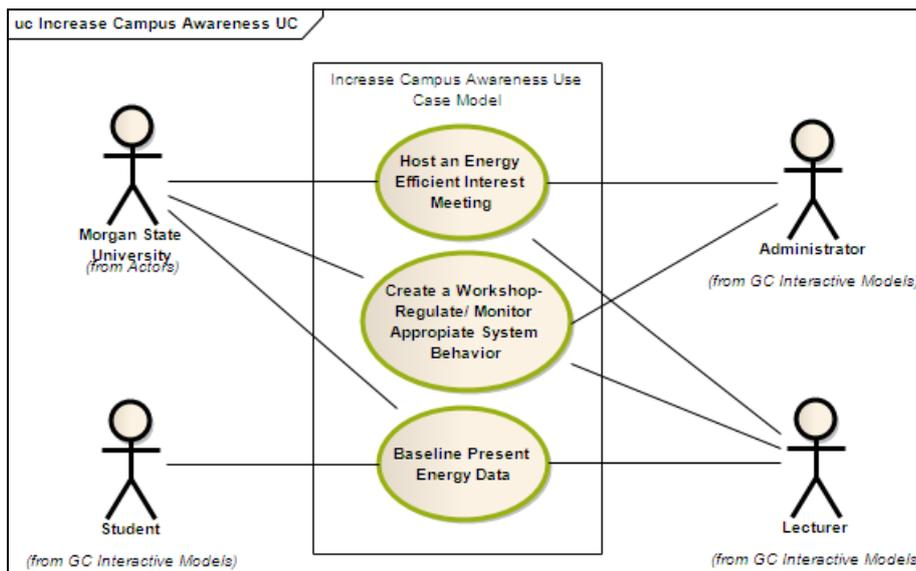 uc Increase Campus Awareness UC
Increase Campus Awareness Use
Case Model
Host an Energy
Efficient Interest
Meeting
Morgan State
University
(from Actors)
Administrator
(from GC Interactive Models)
Create a Workshop-
Regulate/ Monitor
Appropiate System
Behavior
Baseline Present
Energy Data
Student
(from GC Interactive Models)
Lecturer
(from GC Interactive Models)